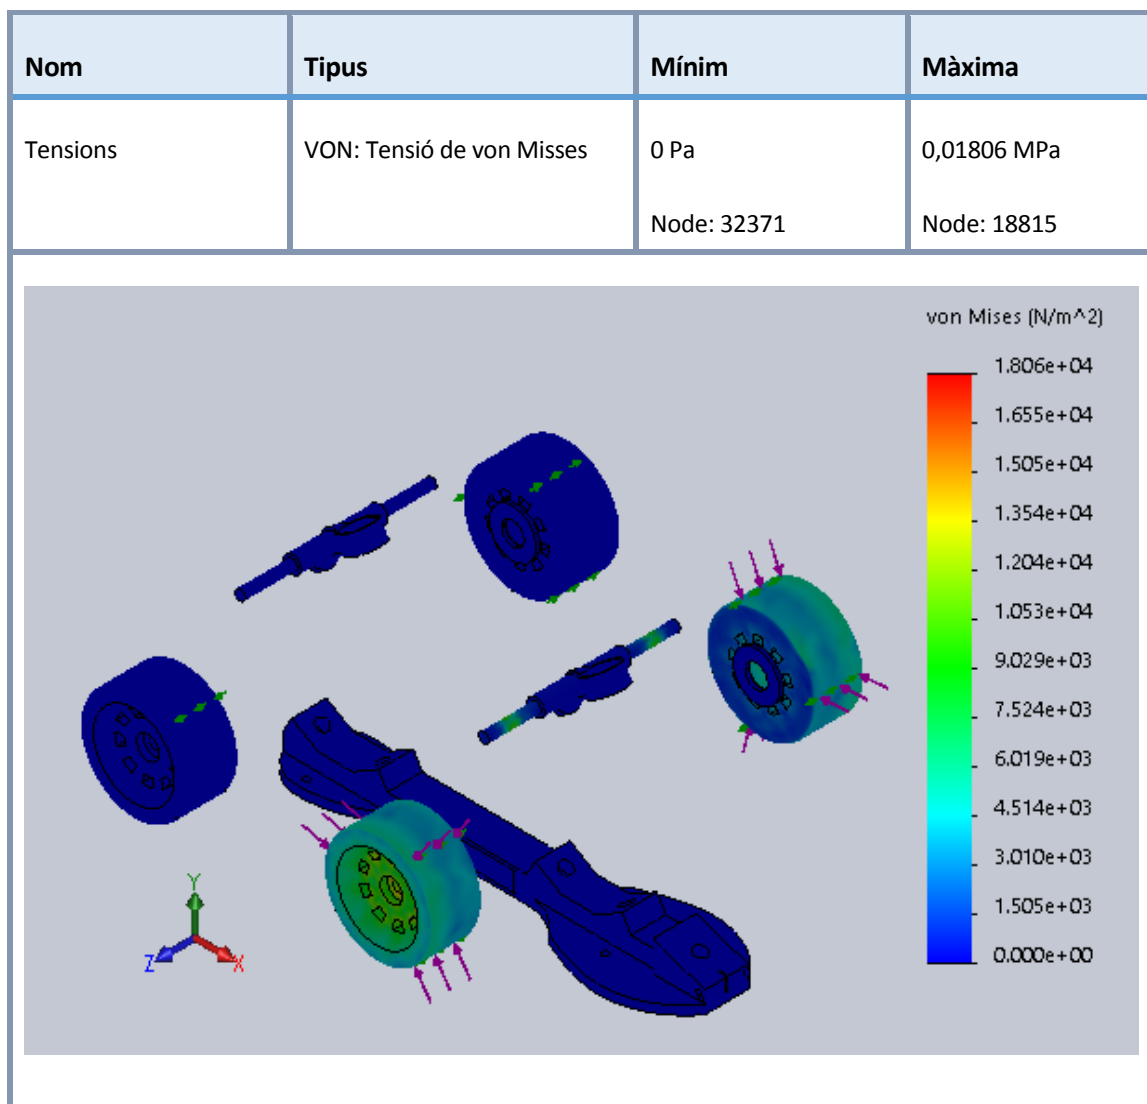 Nom Tipus Mínim Màxima
Tensions VON: Tensió de von Misses 0 Pa 0,01806 MPa
Node: 32371 Node: 18815
von Mises (N/m^2)
1.806e+04
1.655e+04
1.505e+04
1.354e+04
1.204e+04
1.053e+04
9.029e+03
7.524e+03
6.019e+03
4.514e+03
3.010e+03
1.505e+03
0.000e+00
Y
Z X